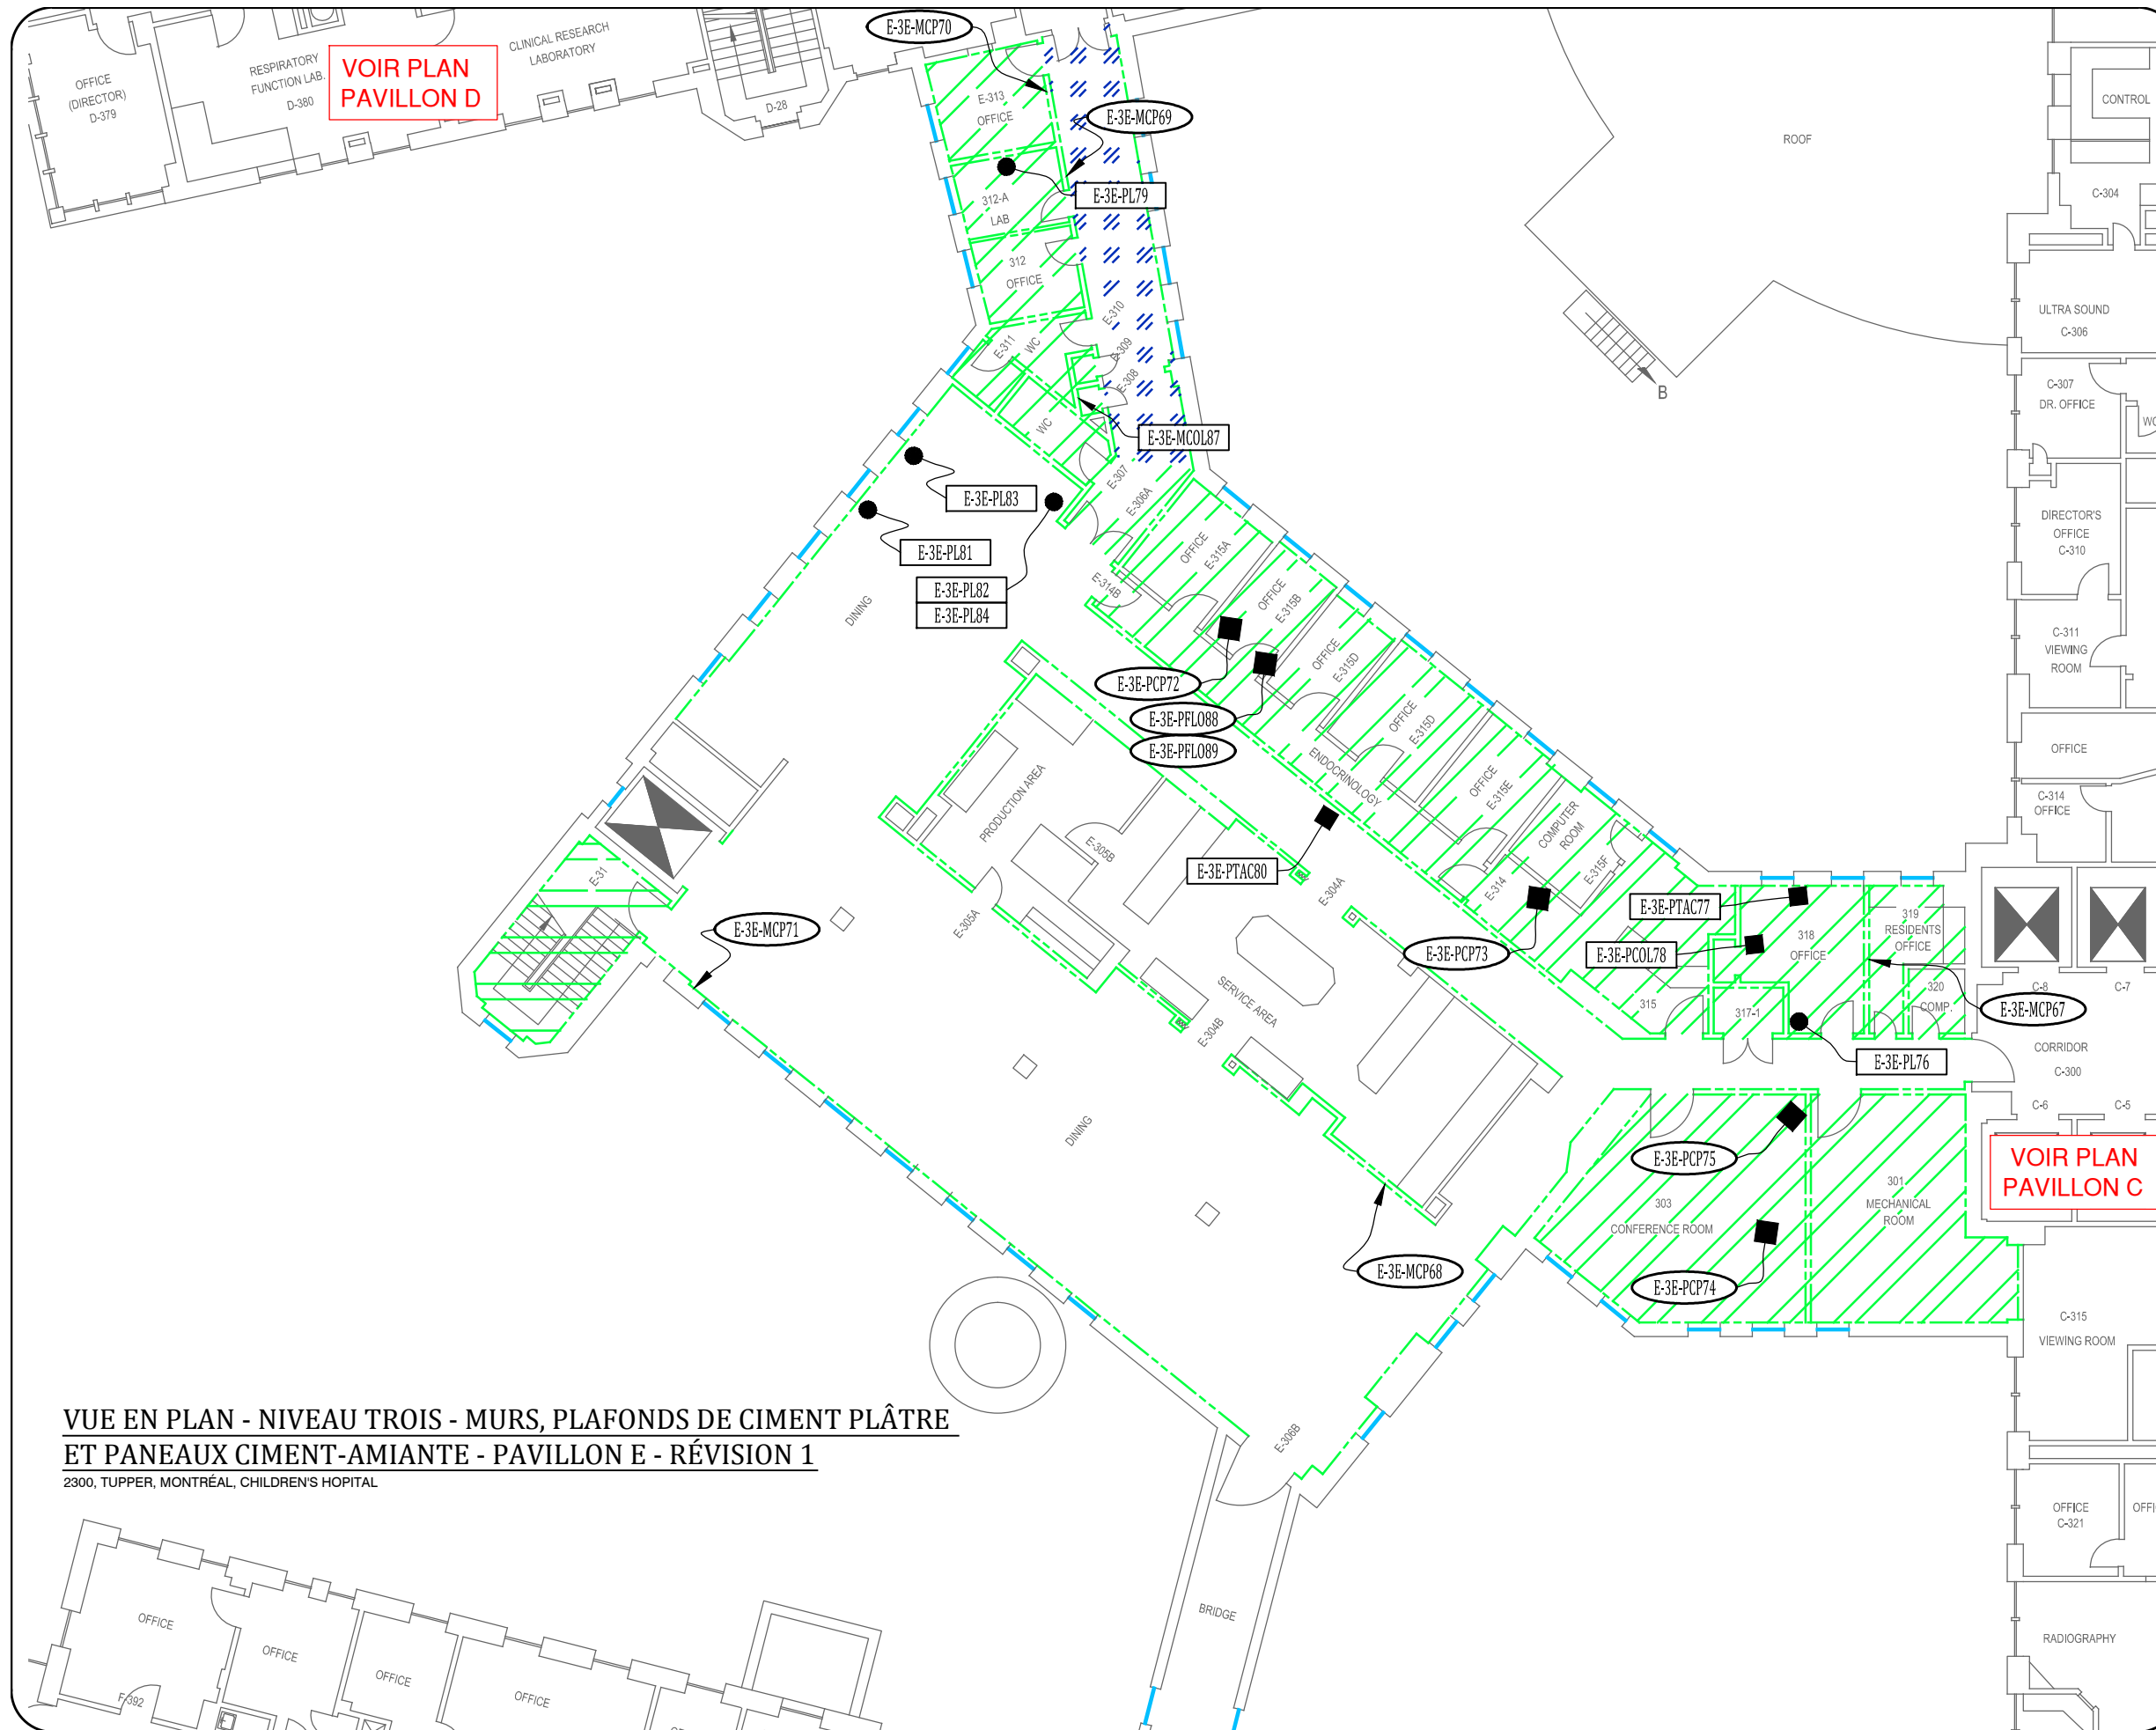 OFFICE
(DIRECTOR)
D-379
RESPIRATORY
FUNCTION LAB.
D-380
VOIR PLAN
PAVILLON D
CLINICAL RESEARCH
LABORATORY
D-28
E-3E-MCP70
E-313
OFFICE
E-3E-MCP69
E-3E-PL79
312-A
LAB
312
OFFICE
E-310
E-309
E-308
E-311
WC
WC
E-3E-MCOL87
E-307
E-306A
E-3E-PL83
E-3E-PL81
E-3E-PL82
E-3E-PL84
DINING
E-314B
OFFICE
E-315A
OFFICE
E-315B
OFFICE
E-315D
OFFICE
E-315D
OFFICE
E-315E
COMPUTER
ROOM
E-315F
E-314
ENDOCRINOLOGY
E-3E-PCP72
E-3E-PFLO88
E-3E-PFLO89
PRODUCTION AREA
E-305B
E-305A
E-3E-PTAC80
E-304A
E-31
E-3E-MCP71
SERVICE AREA
E-304B
E-3E-PCP73
E-3E-PTAC77
E-3E-PCOL78
318
OFFICE
319
RESIDENTS
OFFICE
320
COMP.
315
317-1
E-3E-MCP67
E-3E-PL76
DINING
E-3E-PCP75
303
CONFERENCE ROOM
301
MECHANICAL
ROOM
E-3E-PCP74
E-3E-MCP68
E-306B
BRIDGE
ROOF
B
CONTROL
C-304
ULTRA SOUND
C-306
C-307
DR. OFFICE
WC
DIRECTOR'S
OFFICE
C-310
C-311
VIEWING
ROOM
OFFICE
C-314
OFFICE
C-8
C-7
CORRIDOR
C-300
C-6
C-5
VOIR PLAN
PAVILLON C
C-315
VIEWING ROOM
OFFICE
C-321
RADIOGRAPHY
VUE EN PLAN - NIVEAU TROIS - MURS, PLAFONDS DE CIMENT PLÂTRE
ET PANEAUX CIMENT-AMIANTE - PAVILLON E - RÉVISION 1
2300, TUPPER, MONTRÉAL, CHILDREN'S HOPITAL
OFFICE
OFFICE
OFFICE
OFFICE
F-392